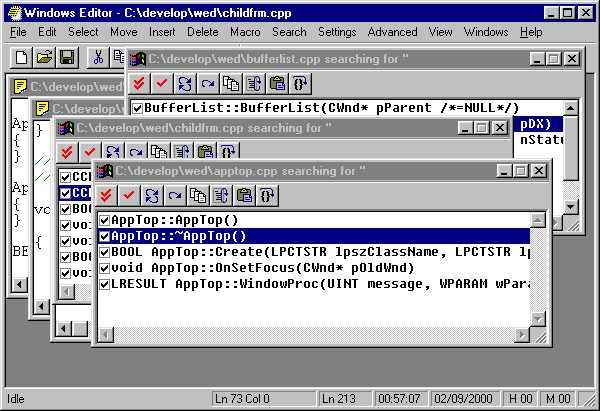 Windows Editor - C:\develop\wed\childfrm.cpp
File Edit Select Move Insert Delete Macro Search Settings Advanced View Windows Help
C:\develop\wed\bufferlist.cpp searching for "
BufferList::BufferList(CWnd* pParent /*=NULL*/)
pDX)
nStatu
C:\d
C:\de
C:\develop\wed\childfrm.cpp searching for "
Ap
{
}
Ap
{
}
BE
}
//
//
vo
{
CCh
BOO
voi
BOO
voi
C:\develop\wed\apptop.cpp searching for "
AppTop::AppTop()
AppTop::~AppTop()
BOOL AppTop::Create(LPCTSTR lpszClassName, LPCTSTR lp
void AppTop::OnSetFocus(CWnd* pOldWnd)
LRESULT AppTop::WindowProc(UINT message, WPARAM wPara
Idle Ln 73 Col 0 Ln 213 00:57:07 02/09/2000 H 00 M 00